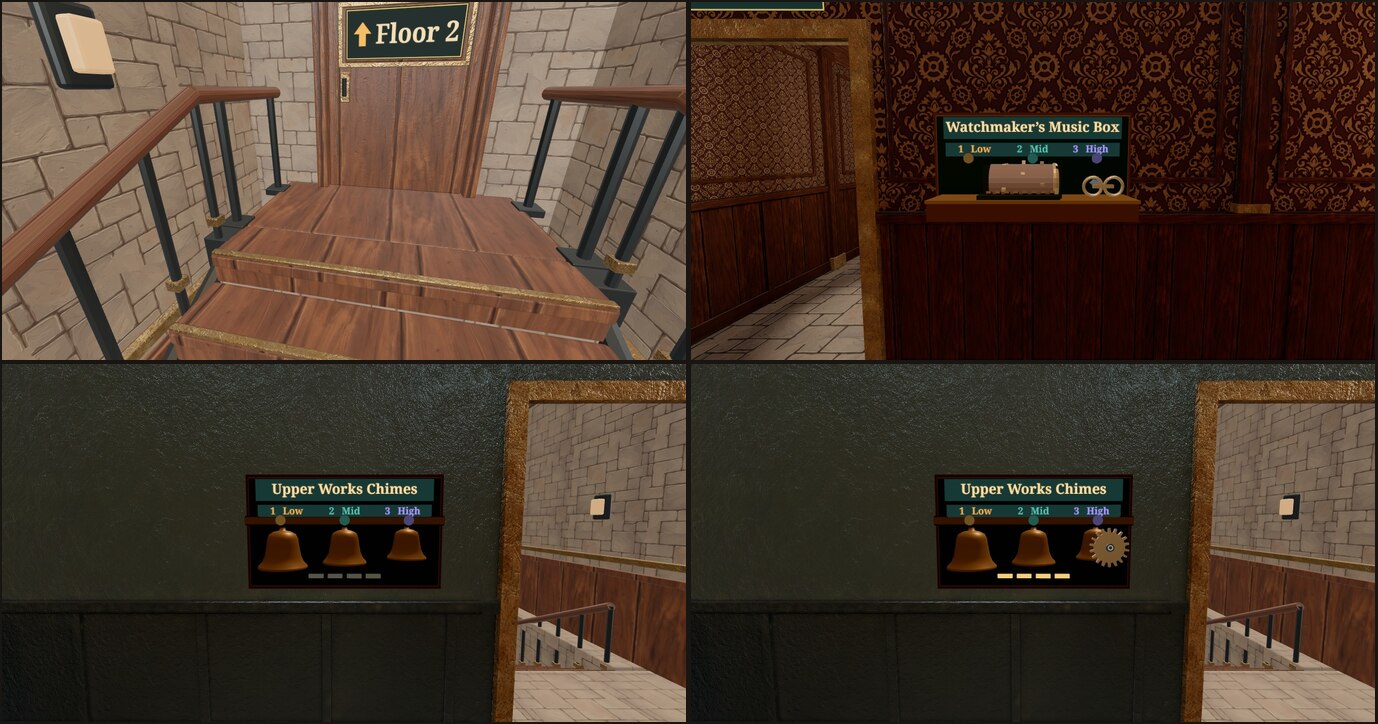 ↑ Floor 2
Watchmaker's Music Box
1 Low 2 Mid 3 High
Upper Works Chimes
1 Low 2 Mid 3 High
Upper Works Chimes
1 Low 2 Mid 3 High